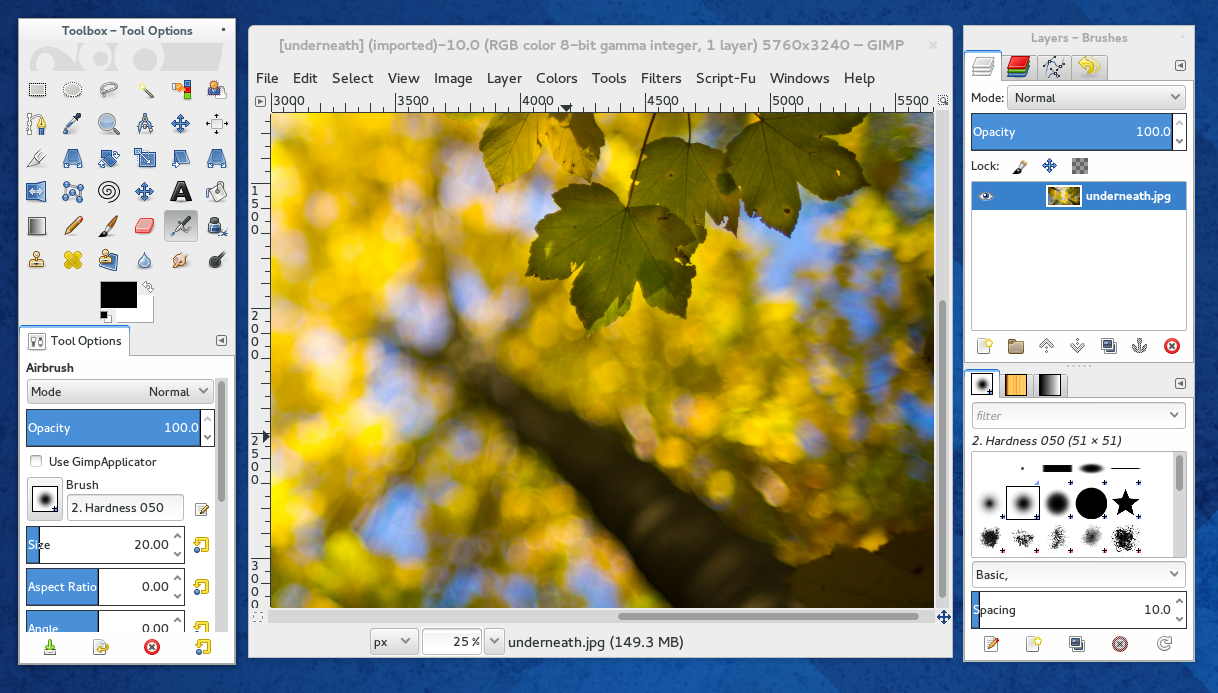 Toolbox – Tool Options
Tool Options
Airbrush
Mode Normal
Opacity 100.0
Use GimpApplicator
Brush
2. Hardness 050
Size 20.00
Aspect Ratio 0.00
Angle 0.00
[underneath] (imported)-10.0 (RGB color 8-bit gamma integer, 1 layer) 5760x3240 – GIMP
File Edit Select View Image Layer Colors Tools Filters Script-Fu Windows Help
3000 3500 4000 4500 5000 5500
1500
2000
2500
3000
px 25 % underneath.jpg (149.3 MB)
Layers – Brushes
Mode: Normal
Opacity 100.0
Lock:
underneath.jpg
filter
2. Hardness 050 (51 × 51)
Basic,
Spacing 10.0